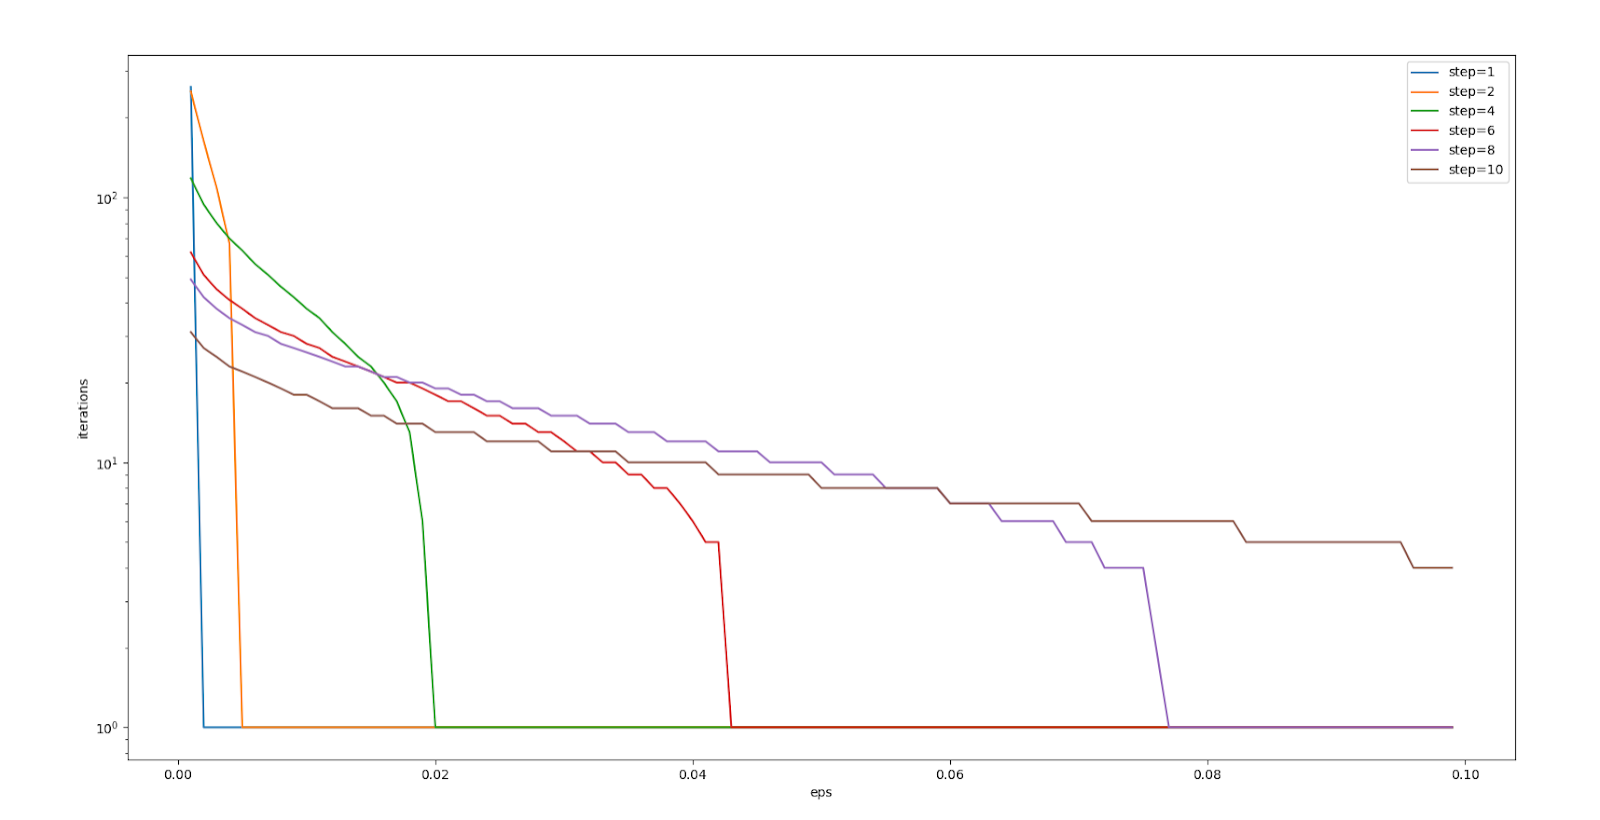 step=1
step=2
step=4
step=6
step=8
step=10
10²
10¹
10⁰
iterations
0.00 0.02 0.04 0.06 0.08 0.10
eps